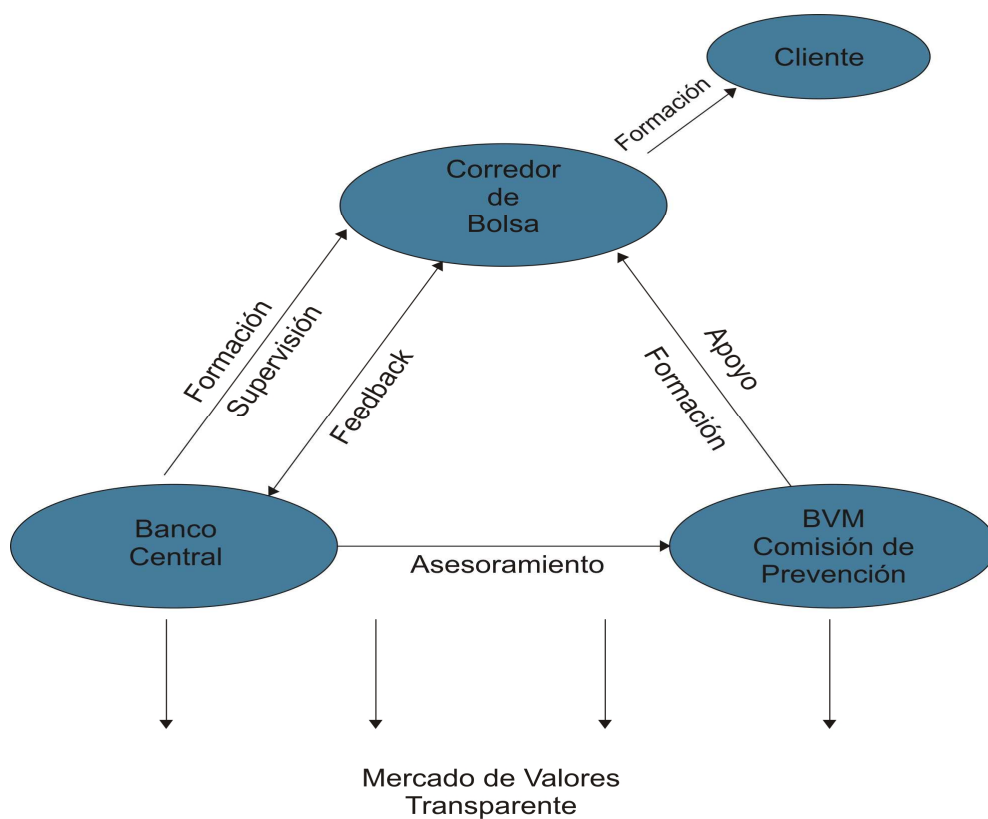 Cliente
Formación
Corredor
de
Bolsa
Formación
Supervisión
Feedback
Apoyo
Formación
Banco
Central
Asesoramiento
BVM
Comisión de
Prevención
Mercado de Valores
Transparente